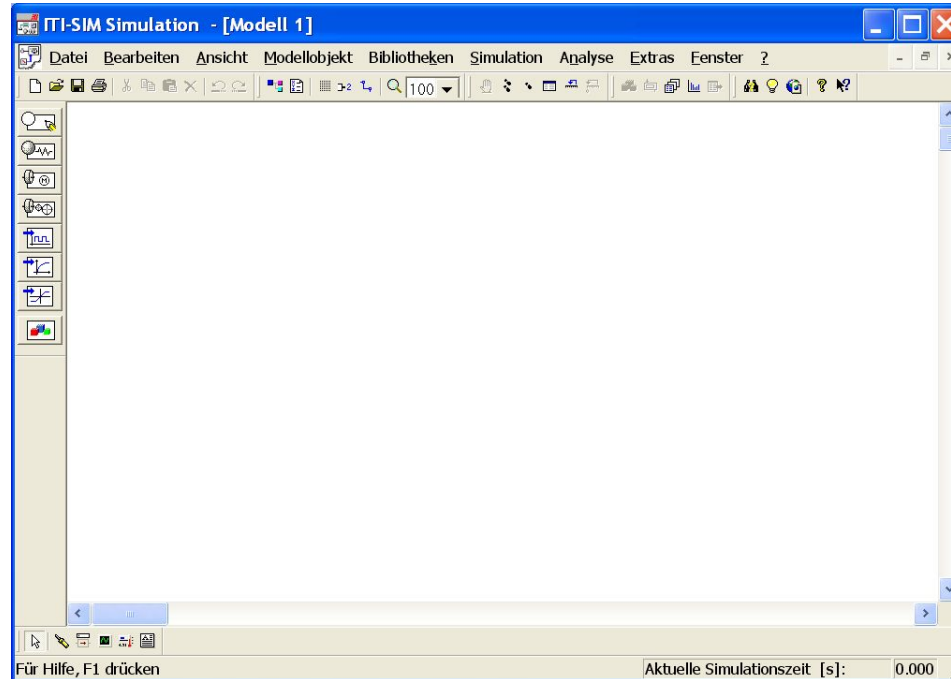 ITI-SIM Simulation - [Modell 1]
Datei Bearbeiten Ansicht Modellobjekt Bibliotheken Simulation Analyse Extras Fenster ?
100
Für Hilfe, F1 drücken Aktuelle Simulationszeit [s]: 0.000